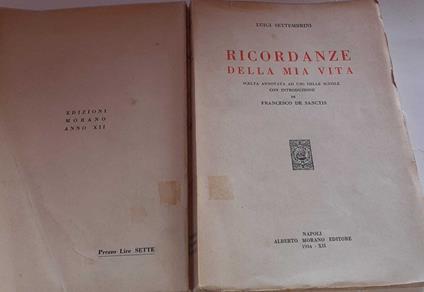 EDIZIONI
MORANO
ANNO XII
Prezzo Lire SETTE
LUIGI SETTEMBRINI
RICORDANZE
DELLA MIA VITA
SCELTA ANNOTATA AD USO DELLE SCUOLE
CON INTRODUZIONE
DI
FRANCESCO DE SANCTIS
NAPOLI
ALBERTO MORANO EDITORE
1934 - XII